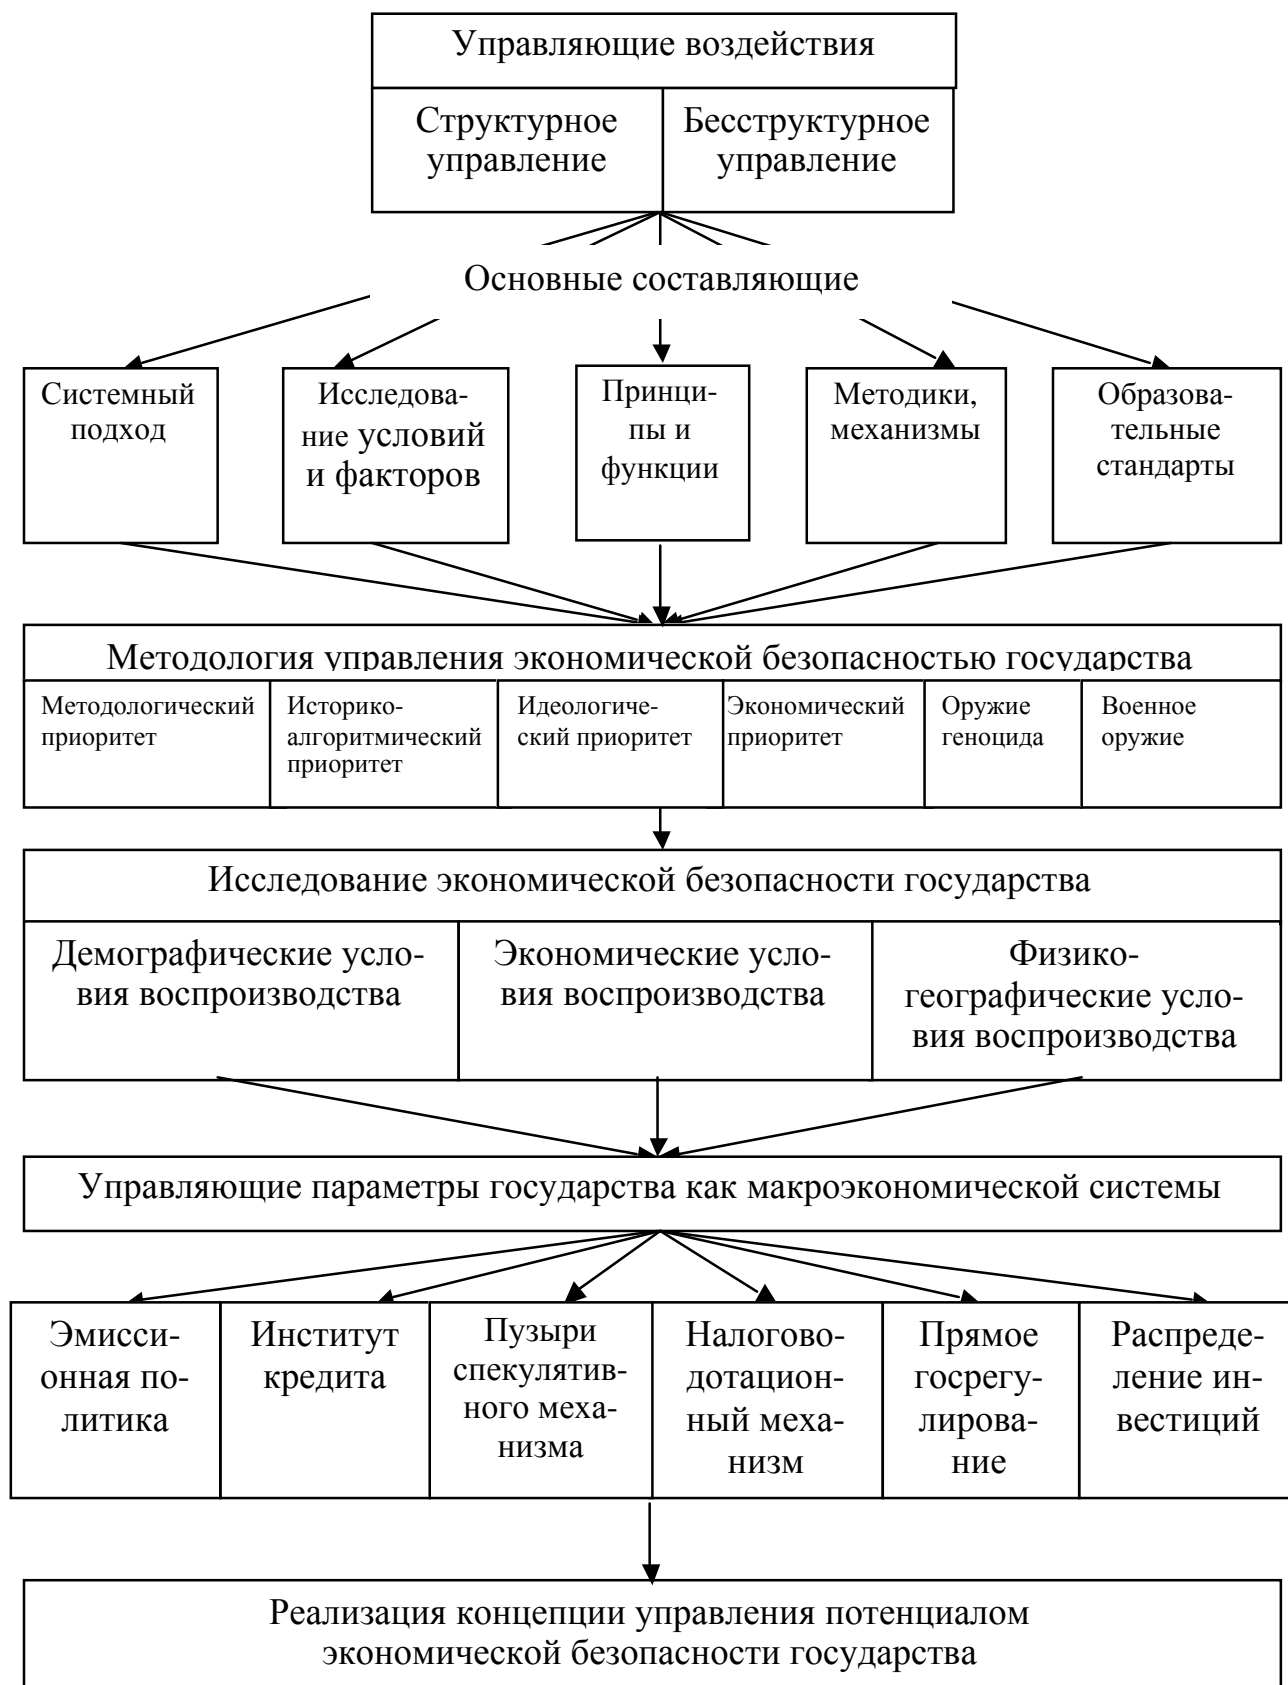 Управляющие воздействия
Структурное
управление
Бесструктурное
управление
Основные составляющие
Системный
подход
Исследова-
ние условий
и факторов
Принци-
пы и
функции
Методики,
механизмы
Образова-
тельные
стандарты
Методология управления экономической безопасностью государства
Методологический
приоритет
Историко-
алгоритмический
приоритет
Идеологиче-
ский приоритет
Экономический
приоритет
Оружие
геноцида
Военное
оружие
Исследование экономической безопасности государства
Демографические усло-
вия воспроизводства
Экономические усло-
вия воспроизводства
Физико-
географические усло-
вия воспроизводства
Управляющие параметры государства как макроэкономической системы
Эмисси-
онная по-
литика
Институт
кредита
Пузыри
спекулятив-
ного меха-
низма
Налогово-
дотацион-
ный меха-
низм
Прямое
госрегу-
лирова-
ние
Распреде-
ление ин-
вестиций
Реализация концепции управления потенциалом
экономической безопасности государства